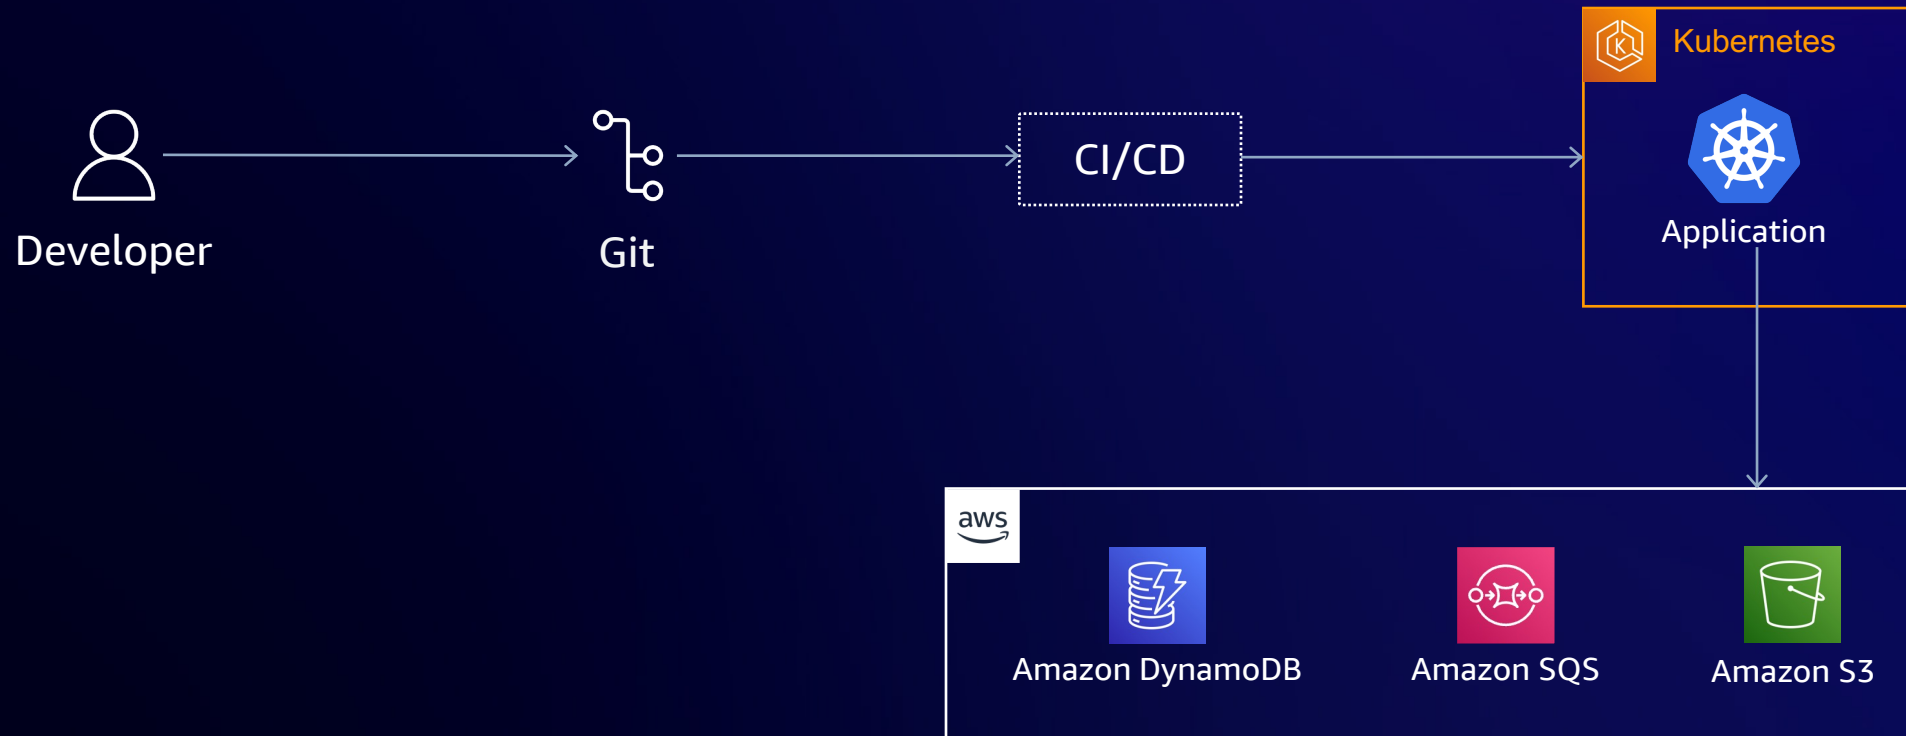 Kubernetes
K
CI/CD
Application
Developer
Git
aws
Amazon DynamoDB
Amazon SQS
Amazon S3